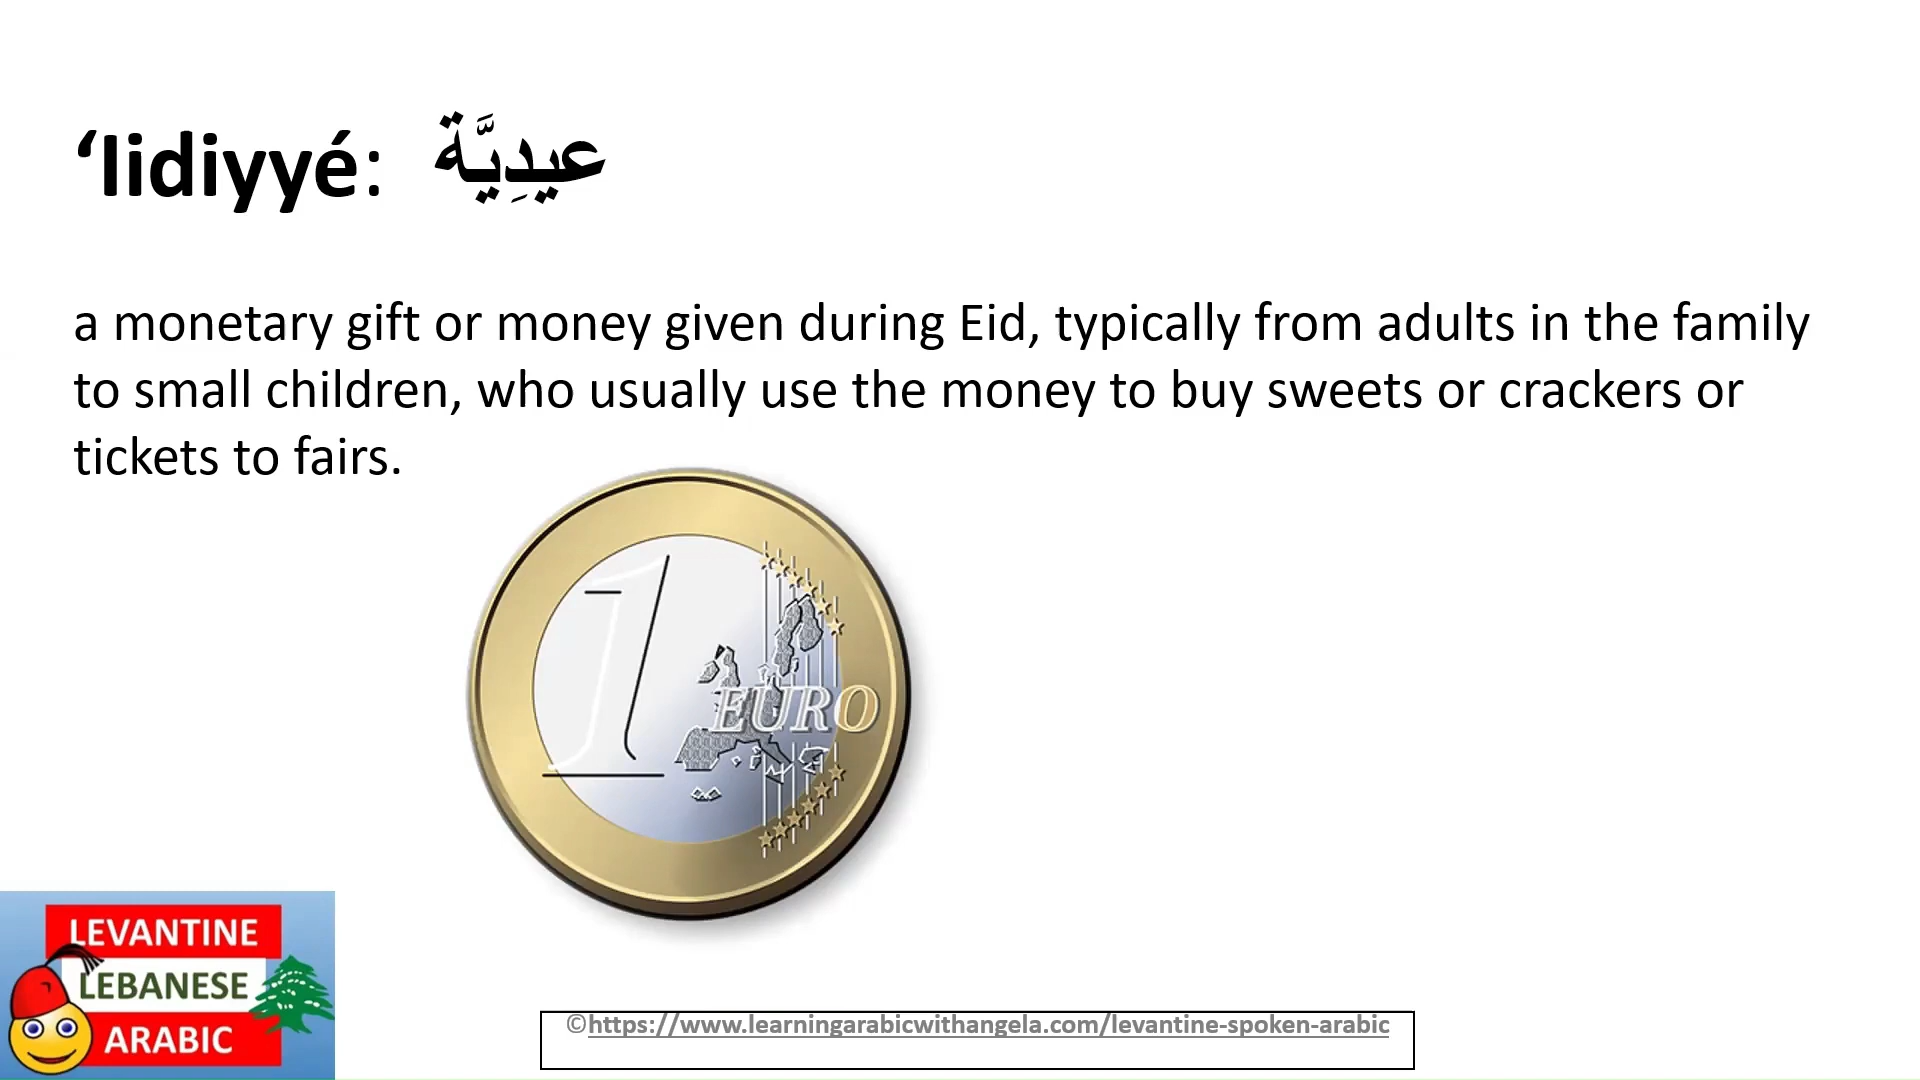 ‘Iidiyyé: عيدِيَّة
a monetary gift or money given during Eid, typically from adults in the family
to small children, who usually use the money to buy sweets or crackers or
tickets to fairs.
1
EURO
LEVANTINE
LEBANESE
ARABIC
©https://www.learningarabicwithangela.com/levantine-spoken-arabic